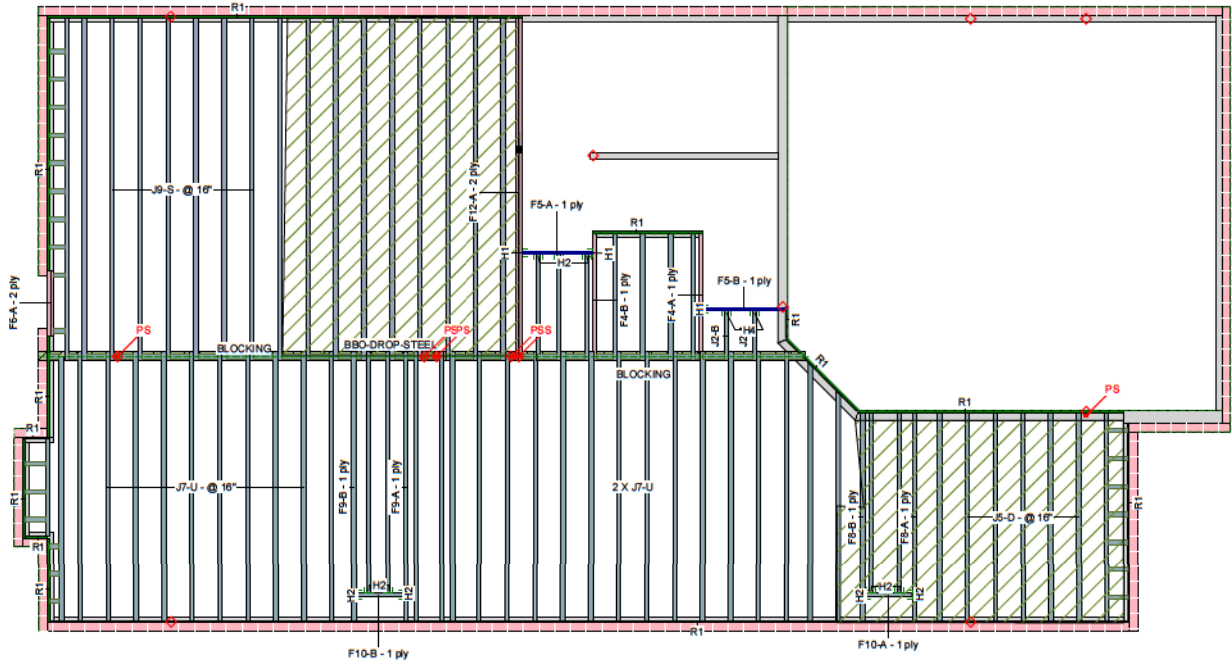 R1
R1
J9-S - @ 16"
F12-A - 2 ply
F5-A - 1 ply
R1
H1
H2
H1
F5-B - 1 ply
F6-A - 2 ply
F4-B - 1 ply
F4-A - 1 ply
H1
R1
PS
PS
PS
PS
S
J2-B
J2
H4
BLOCKING
BBO-DROP-STEEL
BLOCKING
R1
R1
PS
R1
R1
R1
J7-U - @ 16"
F9-B - 1 ply
F9-A - 1 ply
2 X J7-U
F8-B - 1 ply
F8-A - 1 ply
J5-D - @ 16"
R1
R1
R1
R1
H2
H2
H2
H2
H2
H2
R1
F10-B - 1 ply
F10-A - 1 ply